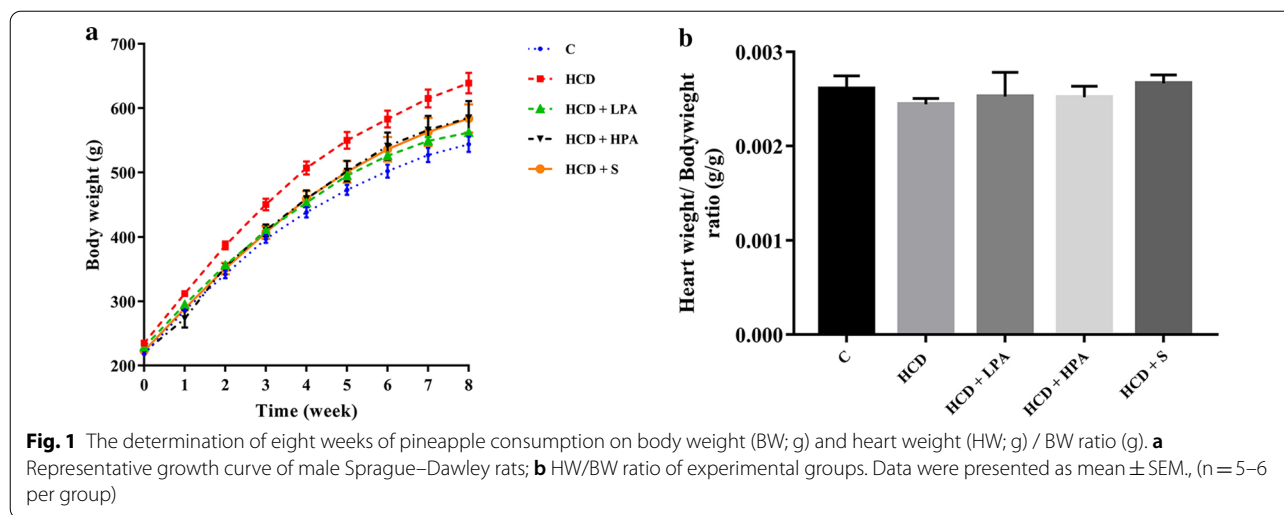 a
700
600
500
400
300
200
Body weight (g)
0 1 2 3 4 5 6 7 8
Time (week)
C
HCD
HCD + LPA
HCD + HPA
HCD + S
b
0.003
0.002
0.001
0.000
Heart wieght/ Bodywieght
ratio (g/g)
C
HCD
HCD + LPA
HCD + HPA
HCD + S
Fig. 1 The determination of eight weeks of pineapple consumption on body weight (BW; g) and heart weight (HW; g) / BW ratio (g). a
Representative growth curve of male Sprague–Dawley rats; b HW/BW ratio of experimental groups. Data were presented as mean ± SEM., (n = 5–6
per group)